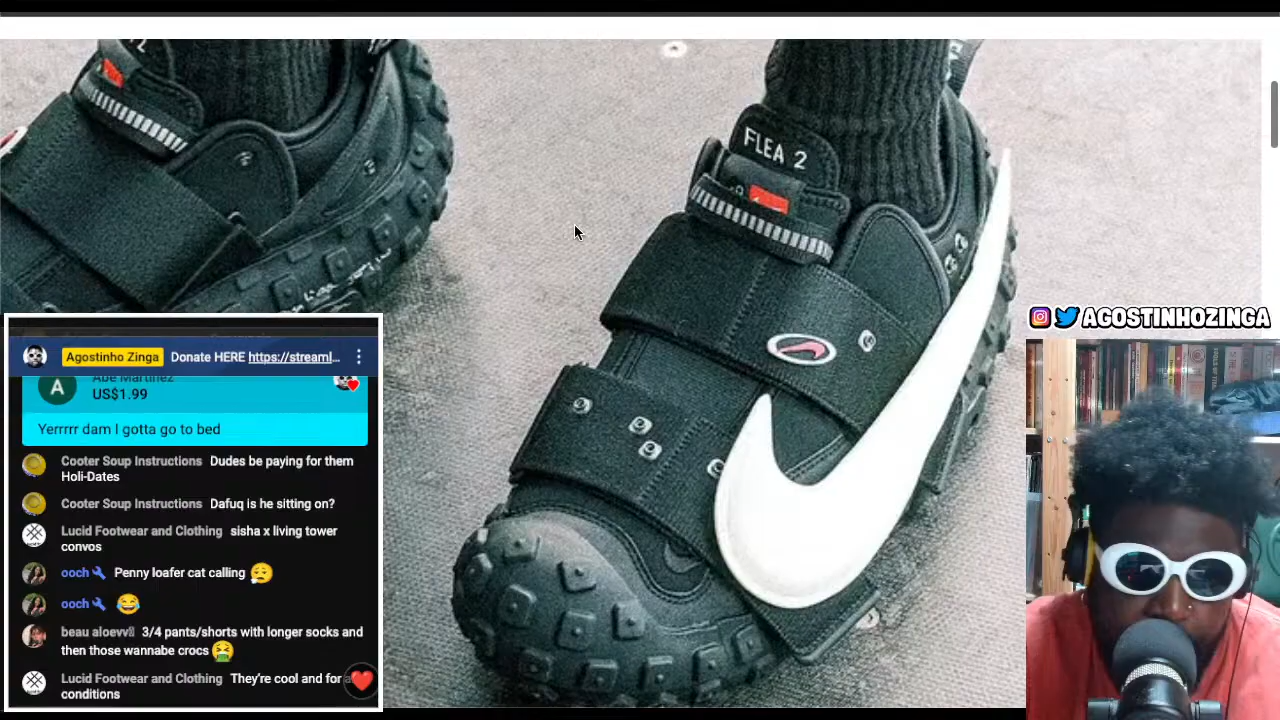 FLEA 2
AGOSTINHOZINGA
Agostinho Zinga Donate HERE https://streaml...
Abe Martinez
A
US$1.99
Yerrrrr dam I gotta go to bed
Cooter Soup Instructions Dudes be paying for them
Holi-Dates
Cooter Soup Instructions Dafuq is he sitting on?
Lucid Footwear and Clothing sisha x living tower
convos
ooch Penny loafer cat calling 😮‍💨
ooch 😂
beau aloevv 3/4 pants/shorts with longer socks and
then those wannabe crocs 🤮
Lucid Footwear and Clothing They're cool and for
conditions